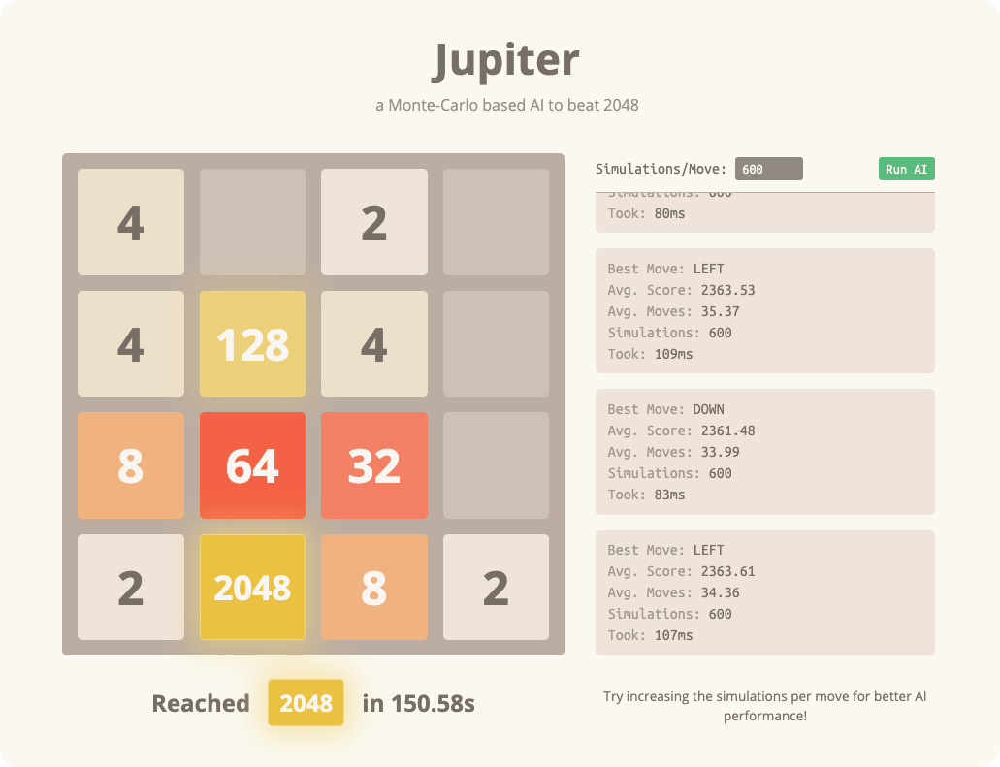 Jupiter
a Monte-Carlo based AI to beat 2048
4 2
4 128 4
8 64 32
2 2048 8 2
Reached 2048 in 150.58s
Simulations/Move: 600 Run AI
Simulations: 600
Took: 80ms
Best Move: LEFT
Avg. Score: 2363.53
Avg. Moves: 35.37
Simulations: 600
Took: 109ms
Best Move: DOWN
Avg. Score: 2361.48
Avg. Moves: 33.99
Simulations: 600
Took: 83ms
Best Move: LEFT
Avg. Score: 2363.61
Avg. Moves: 34.36
Simulations: 600
Took: 107ms
Try increasing the simulations per move for better AI
performance!